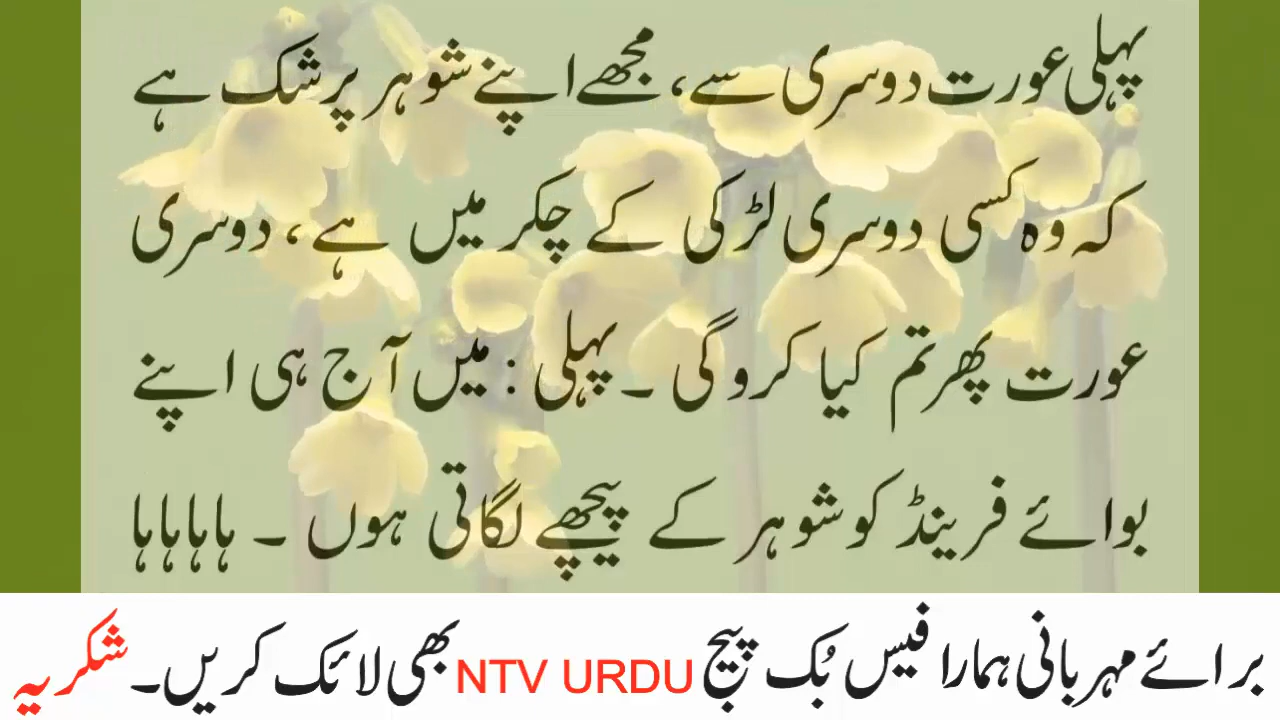 پہلی عورت دوسری سے، مجھے اپنے شوہر پر شک ہے
کہ وہ کسی دوسری لڑکی کے چکر میں ہے، دوسری
عورت پھر تم کیا کرو گی ۔ پہلی : میں آج ہی اپنے
بوائے فرینڈ کو شوہر کے پیچھے لگاتی ہوں ۔ ہاہاہاہا
برائے مہربانی ہمارا فیس بُک پیج NTV URDU بھی لائک کریں۔ شکریہ